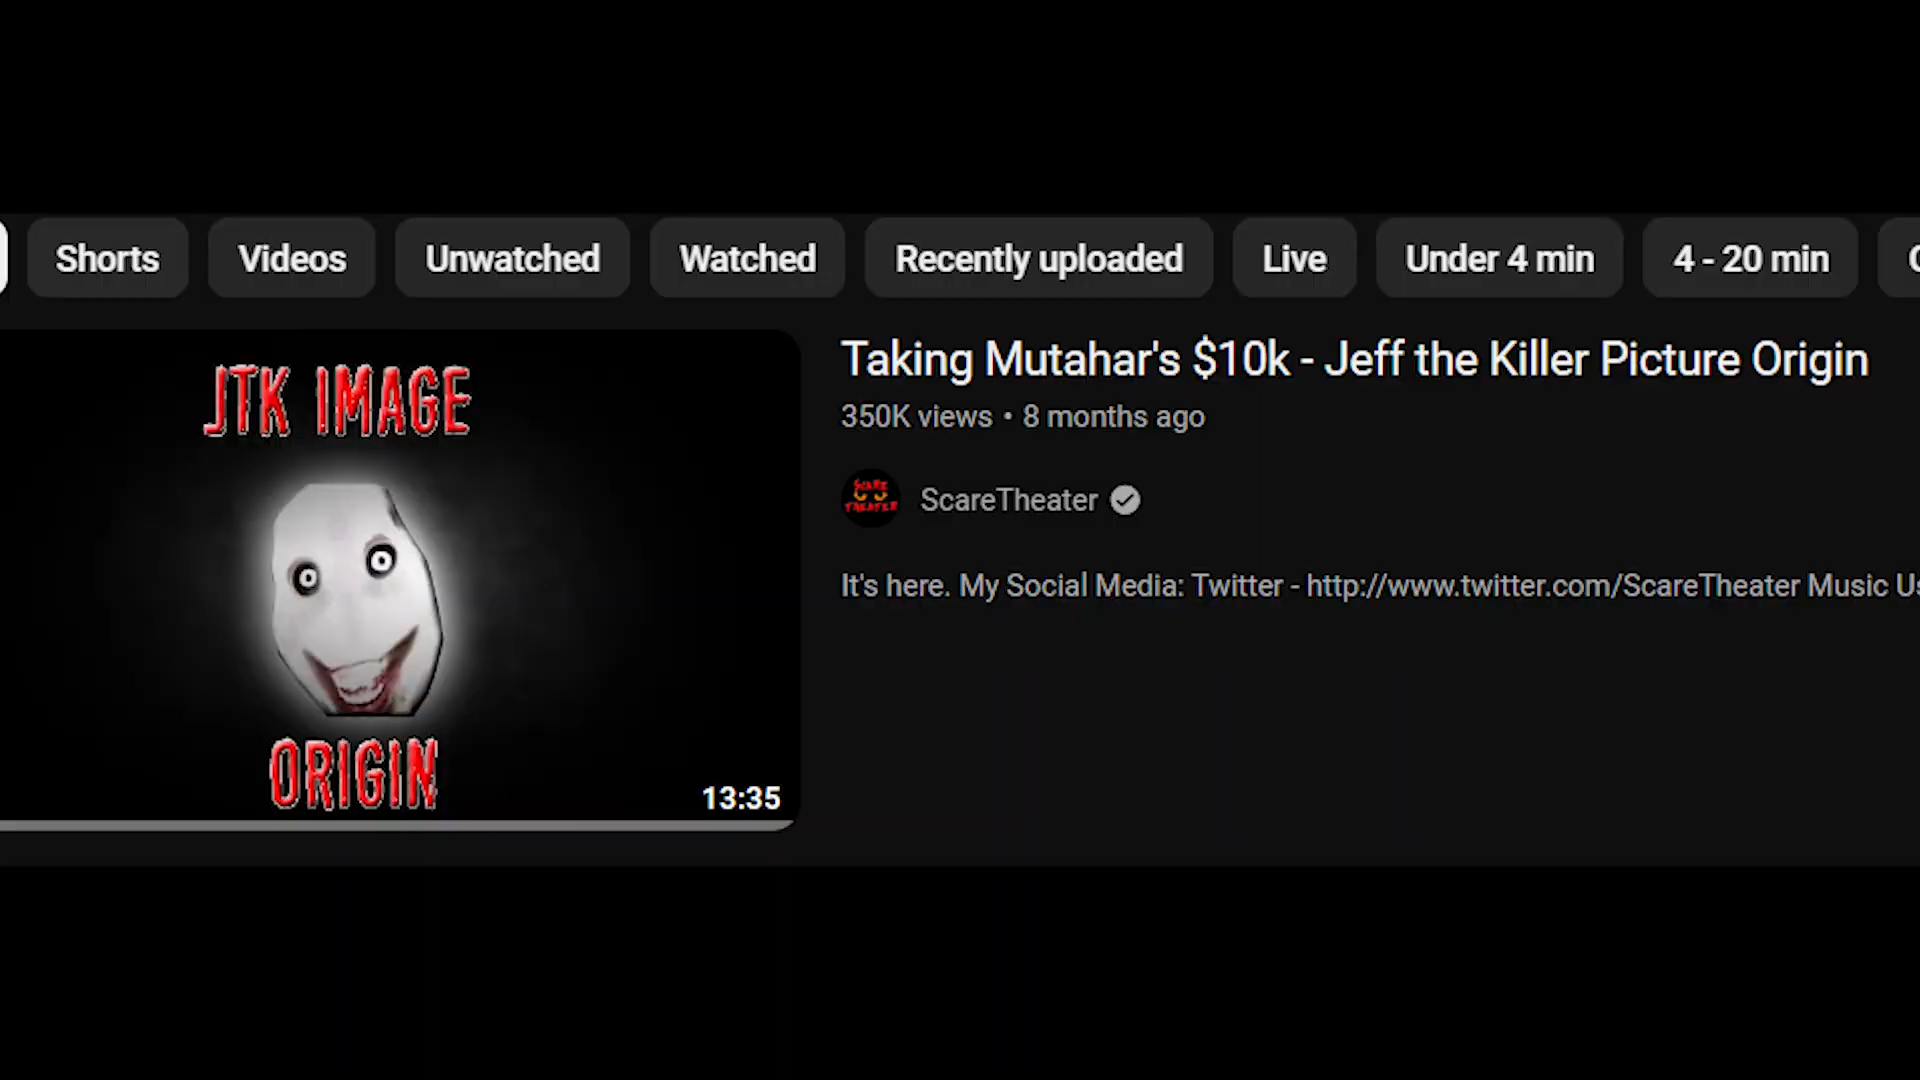 Shorts
Videos
Unwatched
Watched
Recently uploaded
Live
Under 4 min
4 - 20 min
JTK IMAGE
ORIGIN
13:35
Taking Mutahar's $10k - Jeff the Killer Picture Origin
350K views • 8 months ago
SCARE
THEATER
ScareTheater
It's here. My Social Media: Twitter - http://www.twitter.com/ScareTheater Music